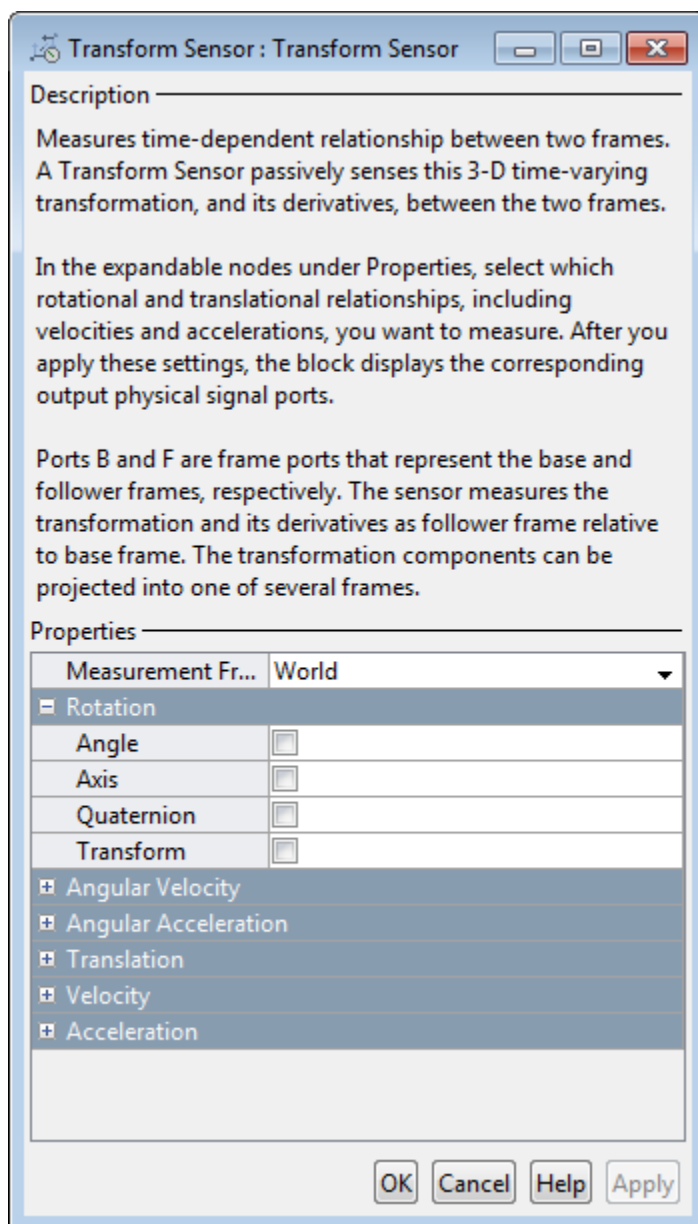 Transform Sensor : Transform Sensor
Description
Measures time-dependent relationship between two frames.
A Transform Sensor passively senses this 3-D time-varying
transformation, and its derivatives, between the two frames.
In the expandable nodes under Properties, select which
rotational and translational relationships, including
velocities and accelerations, you want to measure. After you
apply these settings, the block displays the corresponding
output physical signal ports.
Ports B and F are frame ports that represent the base and
follower frames, respectively. The sensor measures the
transformation and its derivatives as follower frame relative
to base frame. The transformation components can be
projected into one of several frames.
Properties
Measurement Fr... World
Rotation
Angle
Axis
Quaternion
Transform
Angular Velocity
Angular Acceleration
Translation
Velocity
Acceleration
OK Cancel Help Apply